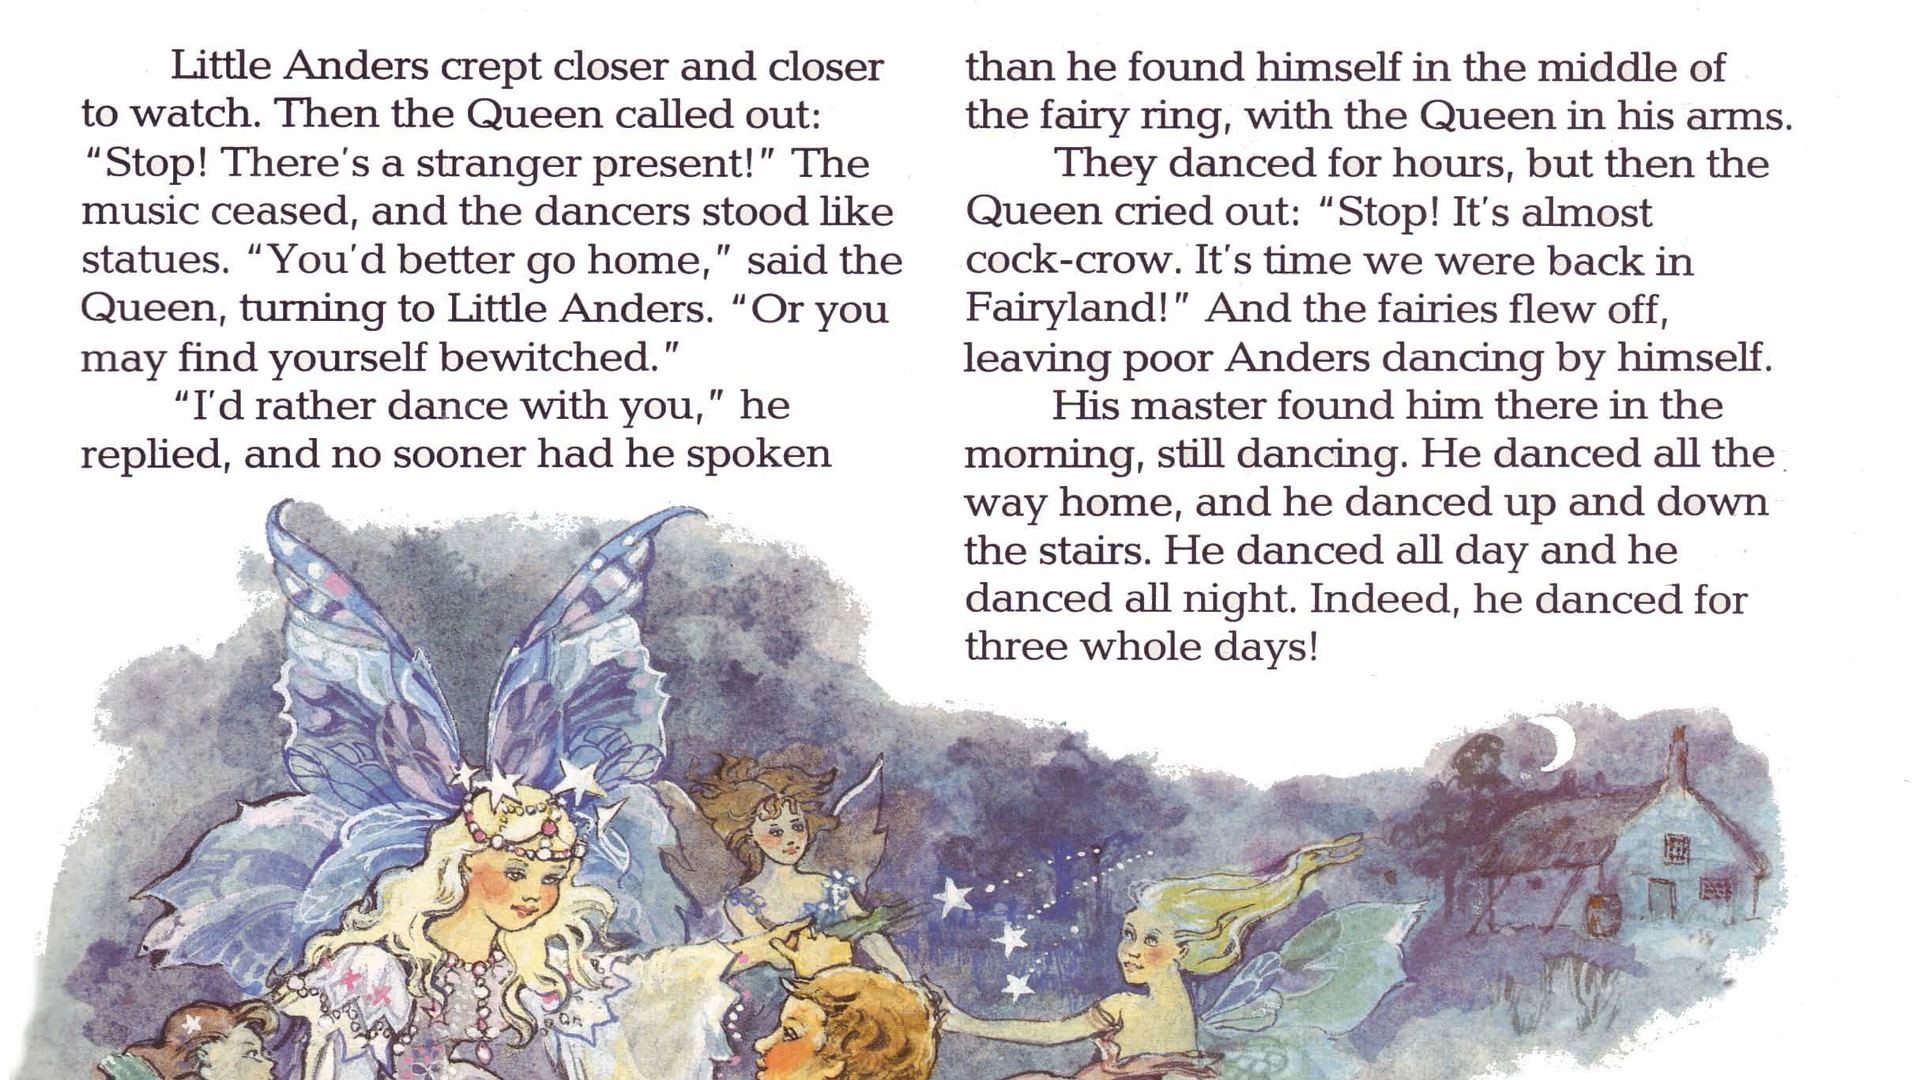 Little Anders crept closer and closer
to watch. Then the Queen called out:
“Stop! There's a stranger present!” The
music ceased, and the dancers stood like
statues. “You'd better go home,” said the
Queen, turning to Little Anders. “Or you
may find yourself bewitched.”
“I'd rather dance with you,” he
replied, and no sooner had he spoken
than he found himself in the middle of
the fairy ring, with the Queen in his arms.
They danced for hours, but then the
Queen cried out: “Stop! It's almost
cock-crow. It's time we were back in
Fairyland!” And the fairies flew off,
leaving poor Anders dancing by himself.
His master found him there in the
morning, still dancing. He danced all the
way home, and he danced up and down
the stairs. He danced all day and he
danced all night. Indeed, he danced for
three whole days!